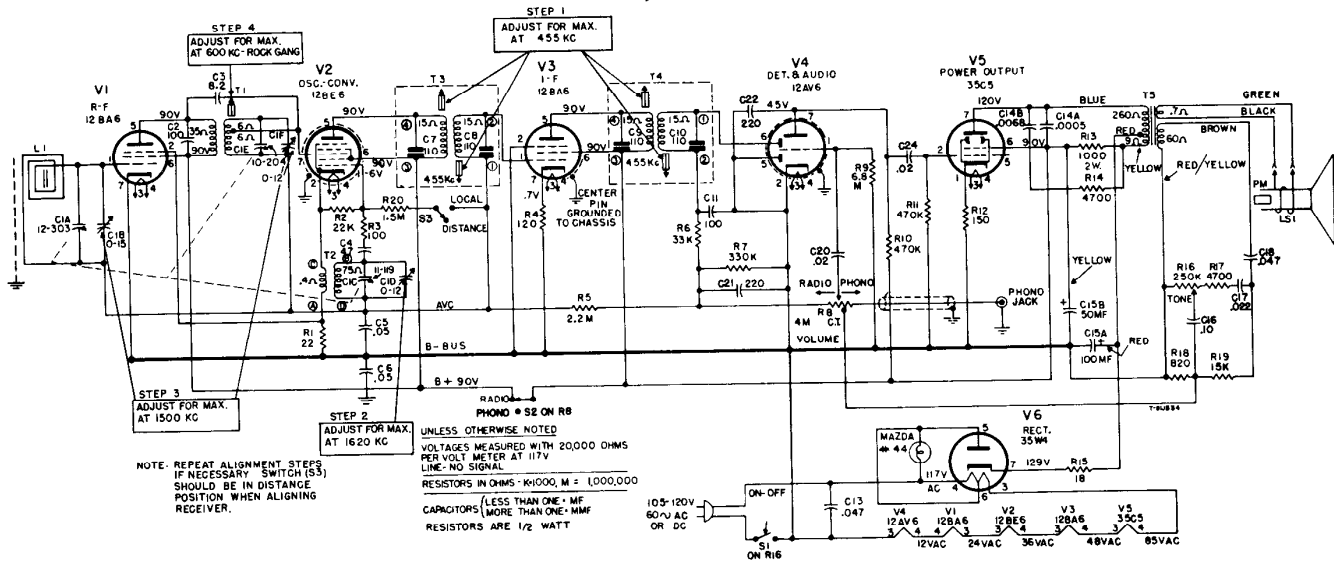 STEP 1
ADJUST FOR MAX.
AT 455 KC
STEP 4
ADJUST FOR MAX.
AT 600 KC-ROCK GANG
V1
R-F
12BA6
C3
8.2
T1
V2
OSC.-CONV.
12BE6
T3
V3
I-F
12BA6
T4
V4
DET. & AUDIO
12AV6
V5
POWER OUTPUT
35C5
L1
C1A
12-303
C1B
0-15
90V
C2
100
90V
35Ω
6Ω
6Ω
C1E
10-204
C1F
0-12
90V
90V
-6V
15Ω
C7
110
15Ω
C8
110
455KC
R2
22K
R3
100
R20
1.5M
S3
LOCAL
DISTANCE
T2
.4Ω
C4
47
75Ω
11-119
C1C
C1D
0-12
R1
22
C5
.05
C6
.05
AVC
B-BUS
B+ 90V
90V
90V
.7V
R4
120
CENTER
PIN
GROUNDED
TO CHASSIS
15Ω
C9
110
15Ω
C10
110
455KC
C11
100
R6
33K
R7
330K
C21
220
R5
2.2 M
C22
220
45V
R9
6.8
M
C20
.02
RADIO PHONO
4M
R8
C.T.
VOLUME
C24
.02
R10
470K
R11
470K
R12
150
PHONO
JACK
120V
90V
C14B
.0068
C14A
.0005
BLUE
260Ω
RED
9Ω
YELLOW
R13
1000
2W.
R14
4700
T5
.7Ω
60Ω
GREEN
BLACK
BROWN
RED/YELLOW
PM
LS1
YELLOW
C15B
50MF
C15A
100MF
RED
R16
250K
TONE
R17
4700
C18
.047
C17
.022
C16
.10
R18
820
R19
15K
STEP 3
ADJUST FOR MAX.
AT 1500 KC
STEP 2
ADJUST FOR MAX.
AT 1620 KC
RADIO
PHONO S2 ON R8
NOTE- REPEAT ALIGNMENT STEPS
IF NECESSARY SWITCH (S3)
SHOULD BE IN DISTANCE
POSITION WHEN ALIGNING
RECEIVER.
UNLESS OTHERWISE NOTED
VOLTAGES MEASURED WITH 20,000 OHMS
PER VOLT METER AT 117V
LINE- NO SIGNAL
RESISTORS IN OHMS - K=1000, M = 1,000,000
CAPACITORS {LESS THAN ONE - MF
MORE THAN ONE - MMF
RESISTORS ARE 1/2 WATT
MAZDA
# 44
117V
AC
V6
RECT.
35W4
129V
R15
18
105-120V
60∿ AC
OR DC
ON-OFF
S1
ON R16
C13
.047
V4
12AV6
V1
12BA6
V2
12BE6
V3
12BA6
V5
35C5
12VAC
24VAC
36VAC
48VAC
85VAC